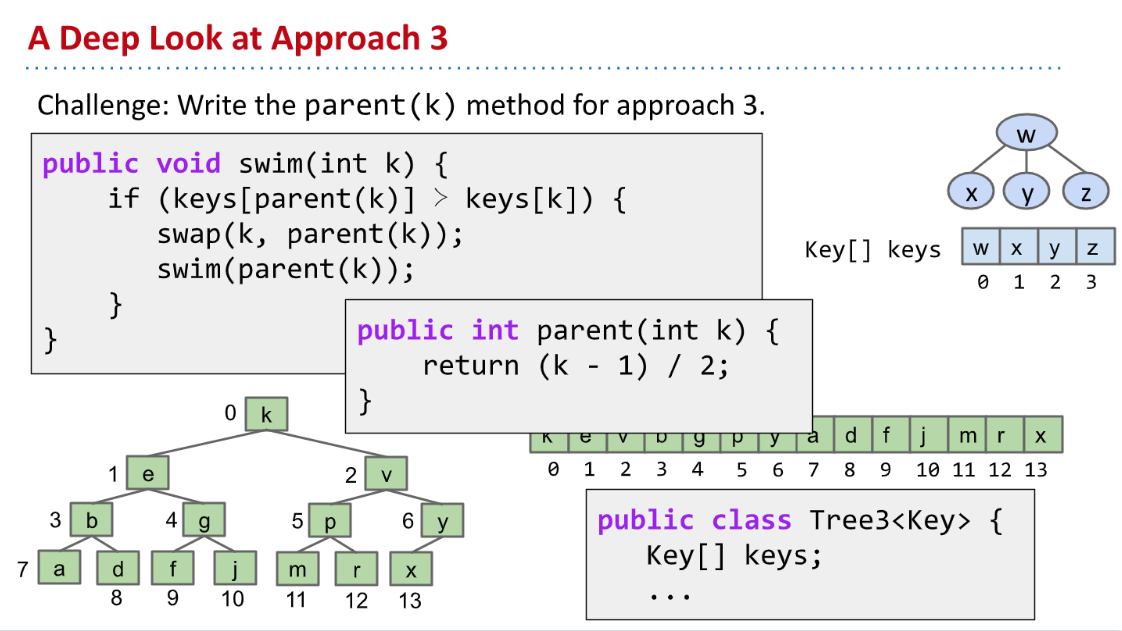 A Deep Look at Approach 3
Challenge: Write the parent(k) method for approach 3.
public void swim(int k) {
if (keys[parent(k)] > keys[k]) {
swap(k, parent(k));
swim(parent(k));
}
}
public int parent(int k) {
return (k - 1) / 2;
}
w
x y z
Key[] keys w x y z
0 1 2 3
0 k
1 e 2 v
3 b 4 g 5 p 6 y
7 a d f j m r x
8 9 10 11 12 13
k e v b g p y a d f j m r x
0 1 2 3 4 5 6 7 8 9 10 11 12 13
public class Tree3<Key> {
Key[] keys;
...